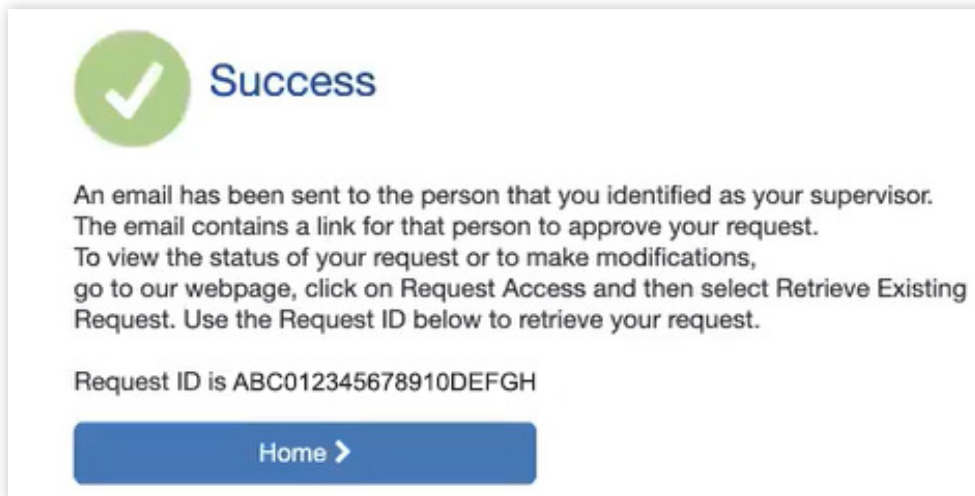 Success
An email has been sent to the person that you identified as your supervisor.
The email contains a link for that person to approve your request.
To view the status of your request or to make modifications,
go to our webpage, click on Request Access and then select Retrieve Existing
Request. Use the Request ID below to retrieve your request.
Request ID is ABC012345678910DEFGH
Home